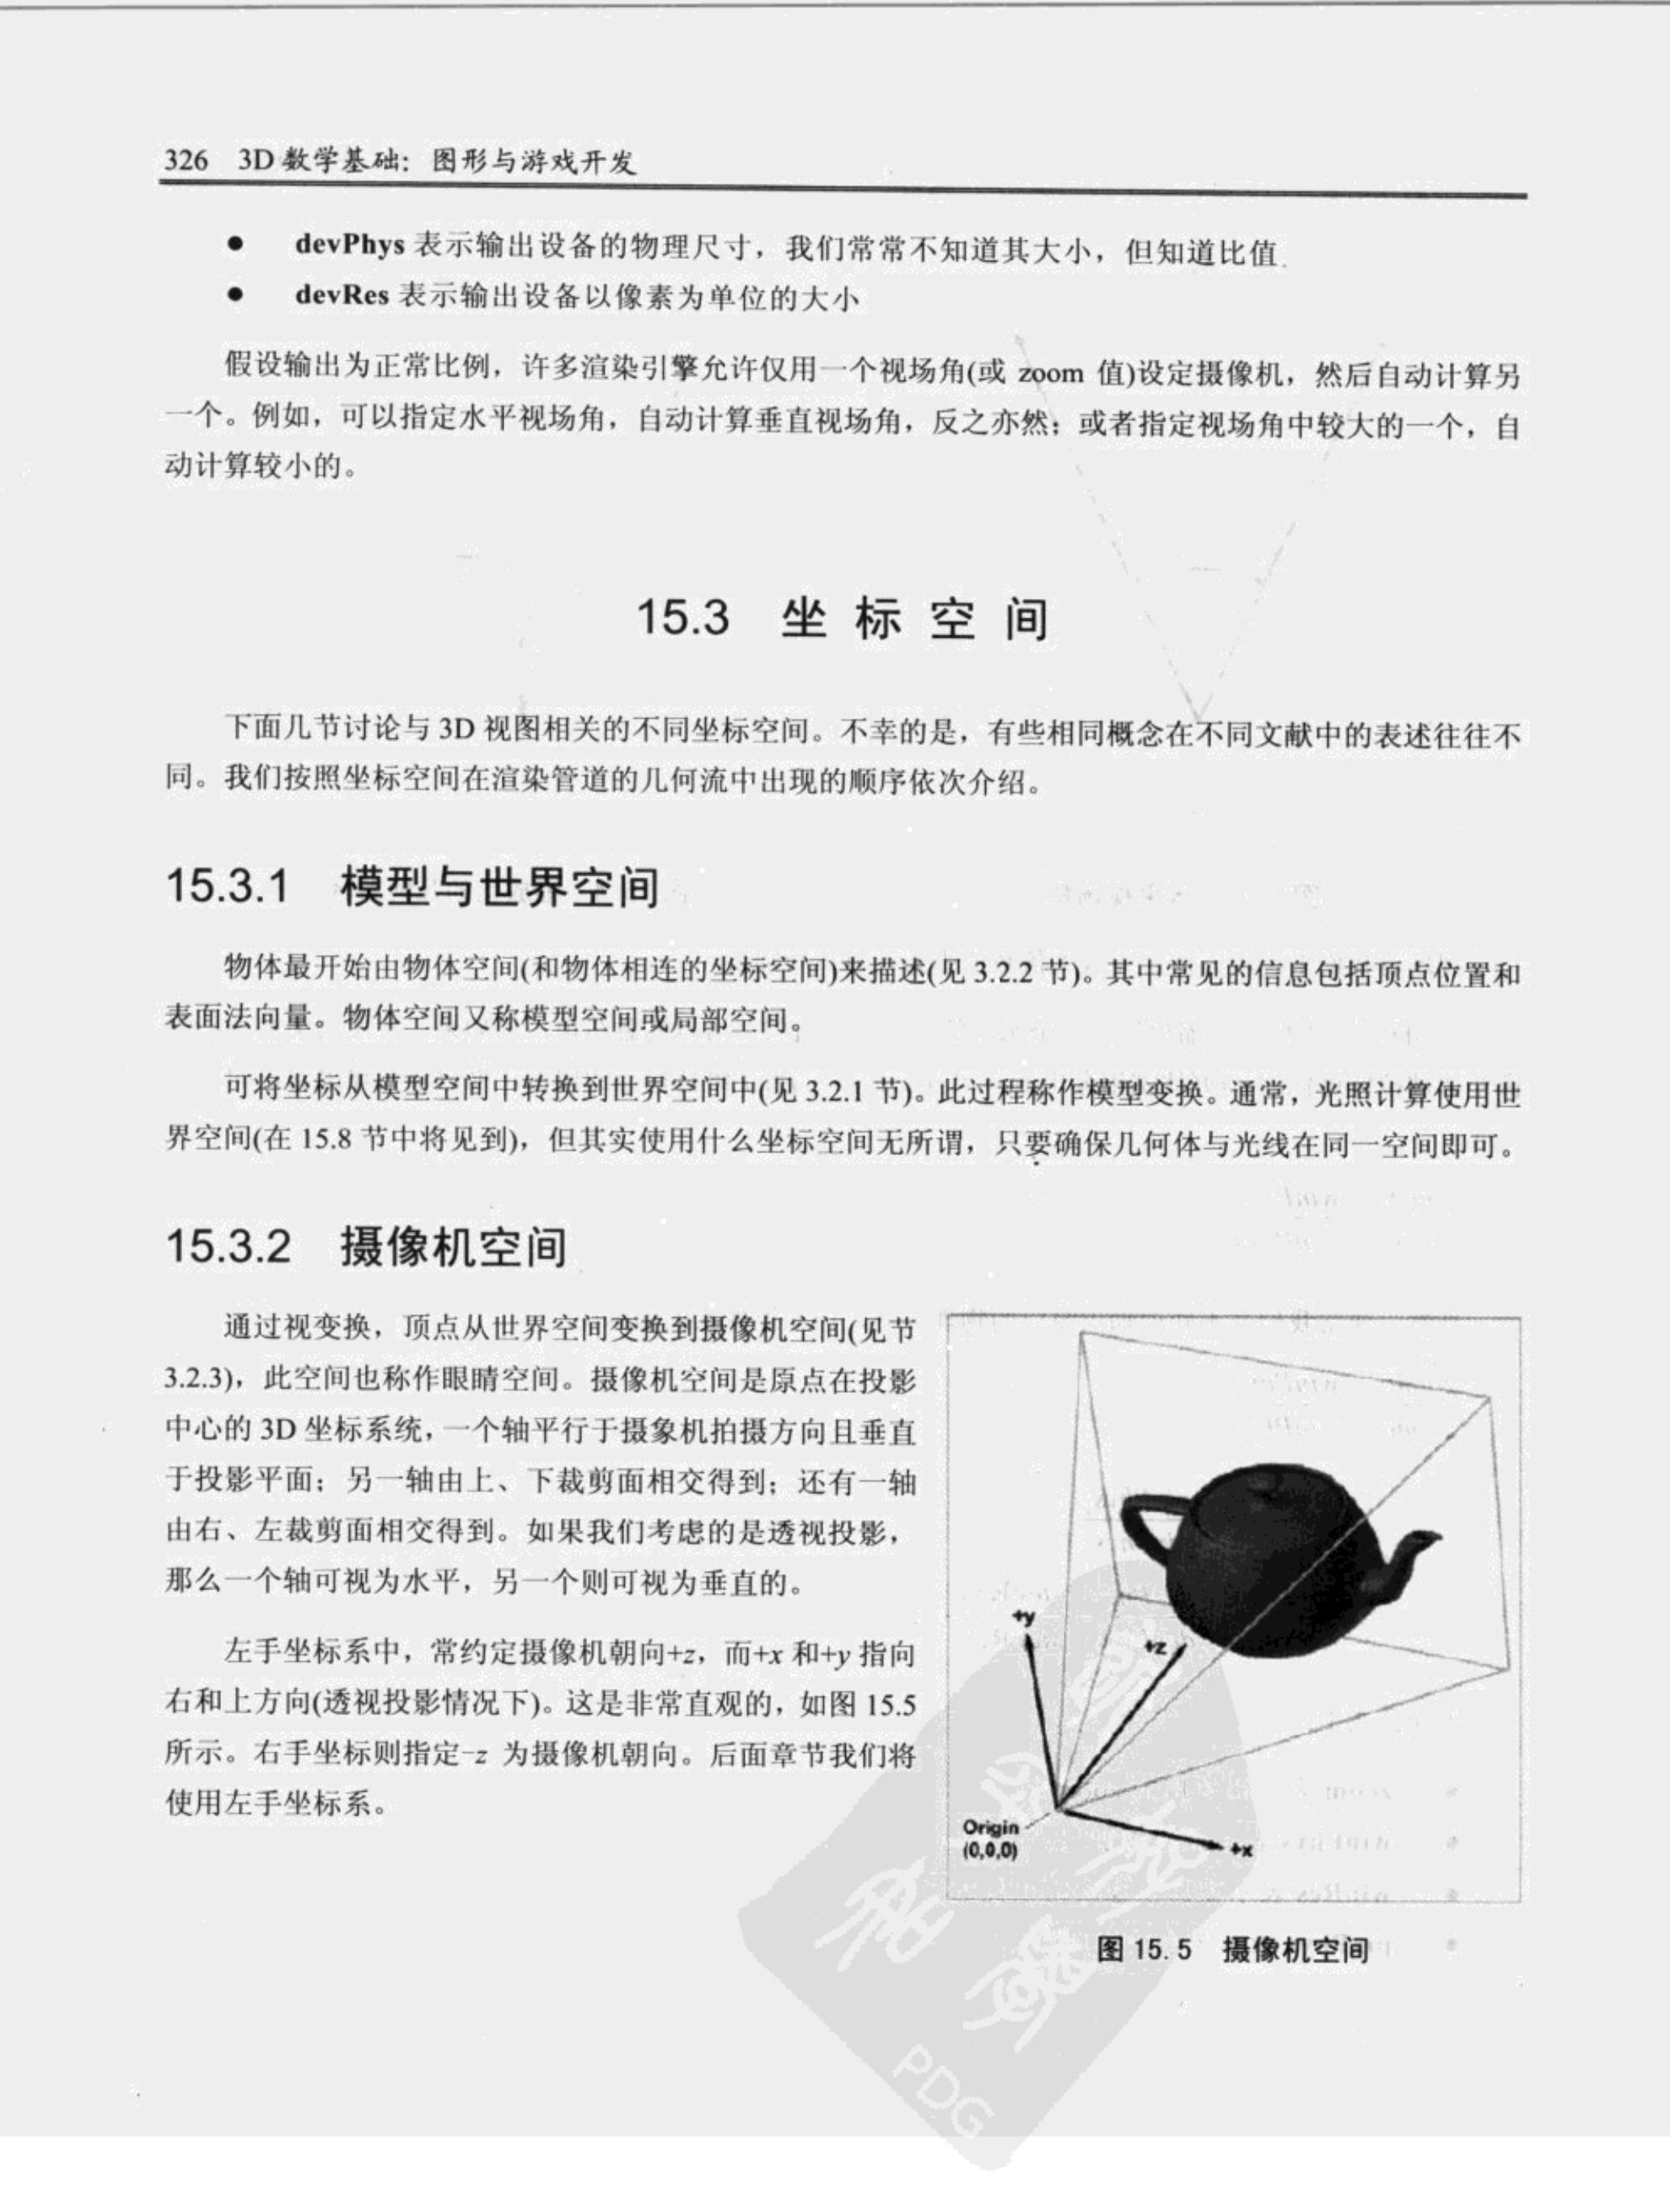 326 3D 数学基础：图形与游戏开发
● devPhys 表示输出设备的物理尺寸，我们常常不知道其大小，但知道比值
● devRes 表示输出设备以像素为单位的大小
假设输出为正常比例，许多渲染引擎允许仅用一个视场角(或 zoom 值)设定摄像机，然后自动计算另
一个。例如，可以指定水平视场角，自动计算垂直视场角，反之亦然；或者指定视场角中较大的一个，自
动计算较小的。
15.3 坐 标 空 间
下面几节讨论与 3D 视图相关的不同坐标空间。不幸的是，有些相同概念在不同文献中的表述往往不
同。我们按照坐标空间在渲染管道的几何流中出现的顺序依次介绍。
15.3.1 模型与世界空间
物体最开始由物体空间(和物体相连的坐标空间)来描述(见 3.2.2 节)。其中常见的信息包括顶点位置和
表面法向量。物体空间又称模型空间或局部空间。
可将坐标从模型空间中转换到世界空间中(见 3.2.1 节)。此过程称作模型变换。通常，光照计算使用世
界空间(在 15.8 节中将见到)，但其实使用什么坐标空间无所谓，只要确保几何体与光线在同一空间即可。
15.3.2 摄像机空间
通过视变换，顶点从世界空间变换到摄像机空间(见节
3.2.3)，此空间也称作眼睛空间。摄像机空间是原点在投影
中心的 3D 坐标系统，一个轴平行于摄象机拍摄方向且垂直
于投影平面；另一轴由上、下裁剪面相交得到；还有一轴
由右、左裁剪面相交得到。如果我们考虑的是透视投影，
那么一个轴可视为水平，另一个则可视为垂直的。
左手坐标系中，常约定摄像机朝向+z，而+x 和+y 指向
右和上方向(透视投影情况下)。这是非常直观的，如图 15.5
所示。右手坐标则指定-z 为摄像机朝向。后面章节我们将
使用左手坐标系。
+y
+z
Origin
(0,0,0)
+x
图 15.5 摄像机空间
PDG